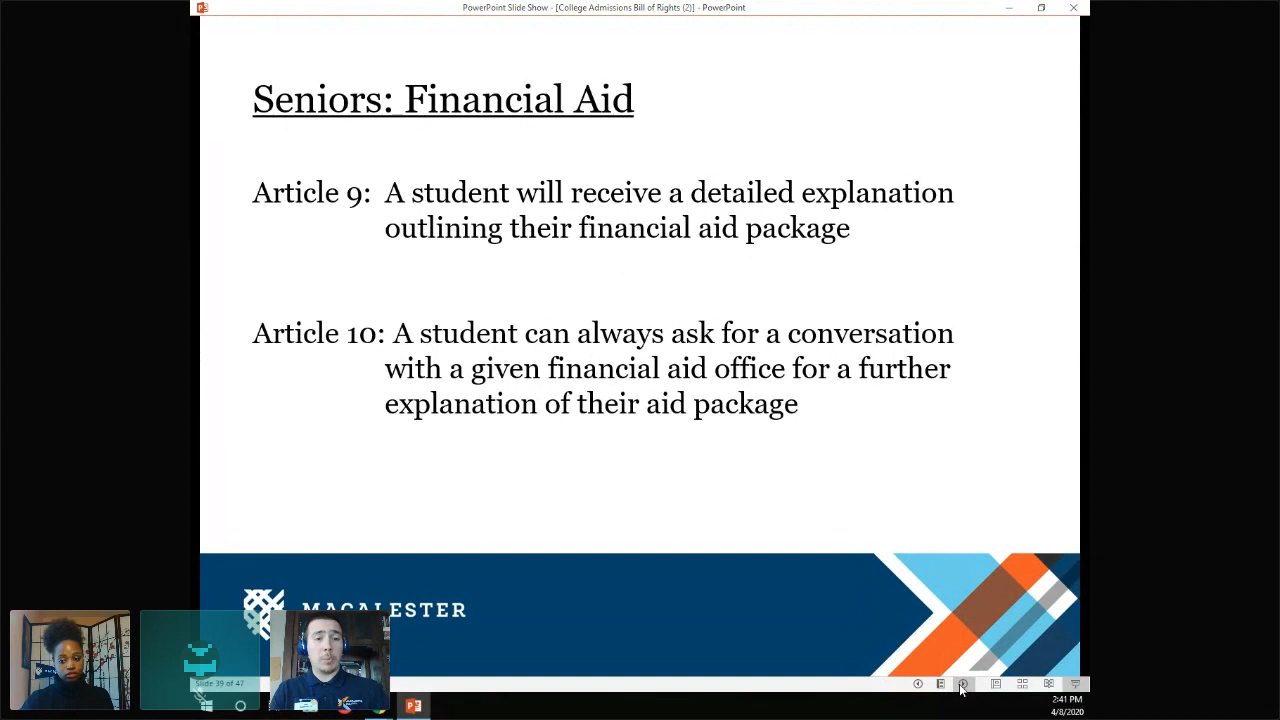 PowerPoint Slide Show - [College Admissions Bill of Rights (2)] - PowerPoint
Seniors: Financial Aid
Article 9: A student will receive a detailed explanation
outlining their financial aid package
Article 10: A student can always ask for a conversation
with a given financial aid office for a further
explanation of their aid package
MACALESTER
Slide 39 of 47
2:41 PM
4/8/2020